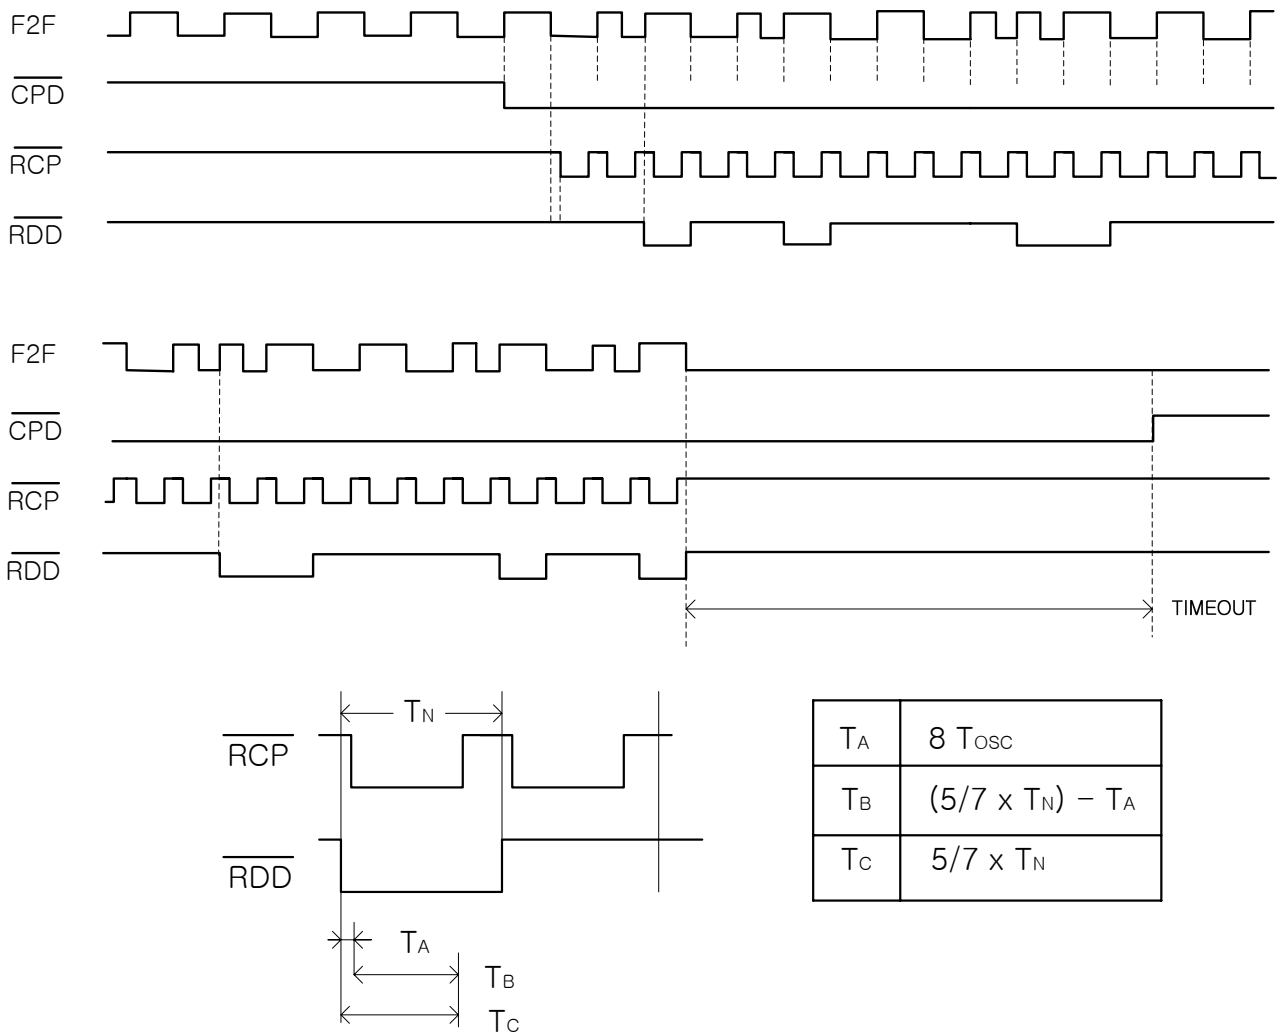 F2F
CPD
RCP
RDD
F2F
CPD
RCP
RDD
TIMEOUT
TN
RCP
RDD
TA
TB
TC
TA 8 TOSC
TB (5/7 x TN) - TA
TC 5/7 x TN